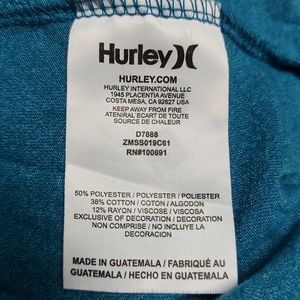 Hurley
HURLEY.COM
HURLEY INTERNATIONAL LLC
1945 PLACENTIA AVENUE
COSTA MESA, CA 92627 USA
KEEP AWAY FROM FIRE
ATENIRAL'ECART DE TOUTE
SOURCE DE CHALEUR
D7888
ZMSS019C61
RN#100691
50% POLYESTER / POLYESTER / POLIESTER
38% COTTON / COTON / ALGODON
12% RAYON / VISCOSE / VISCOSA
EXCLUSIVE OF DECORATION / DECORATION
NON COMPRISE / NO INCLUYE LA
DECORACION
MADE IN GUATEMALA / FABRIQUÉ AU
GUATEMALA / HECHO EN GUATEMALA